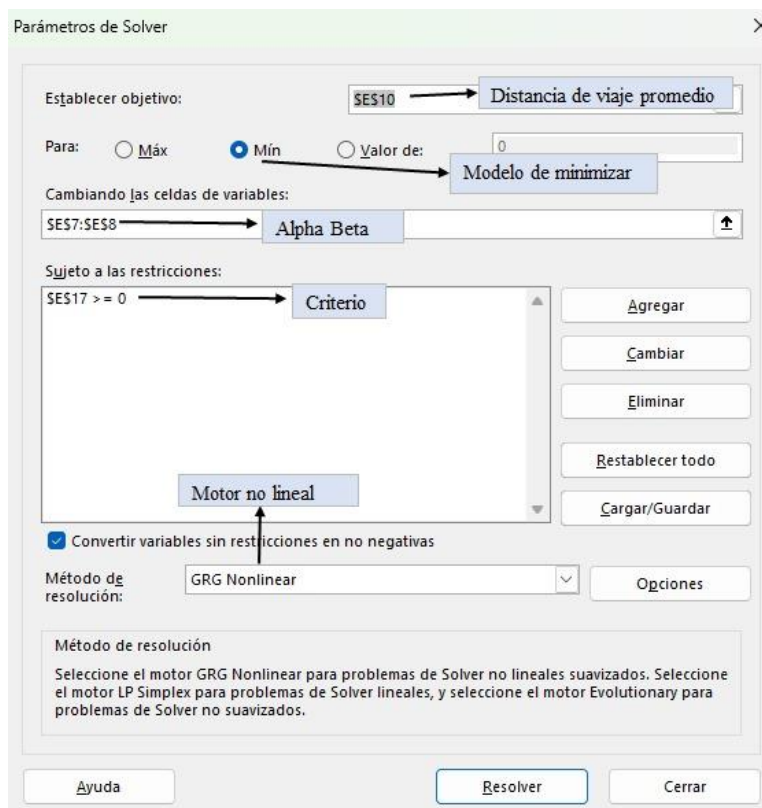 Parámetros de Solver
Establecer objetivo:
$E$10
Distancia de viaje promedio
Para:
Máx
Mín
Valor de:
0
Modelo de minimizar
Cambiando las celdas de variables:
$E$7:$E$8
Alpha Beta
Sujeto a las restricciones:
$E$17 >= 0
Criterio
Agregar
Cambiar
Eliminar
Restablecer todo
Cargar/Guardar
Motor no lineal
Convertir variables sin restricciones en no negativas
Método de
resolución:
GRG Nonlinear
Opciones
Método de resolución
Seleccione el motor GRG Nonlinear para problemas de Solver no lineales suavizados. Seleccione
el motor LP Simplex para problemas de Solver lineales, y seleccione el motor Evolutionary para
problemas de Solver no suavizados.
Ayuda
Resolver
Cerrar